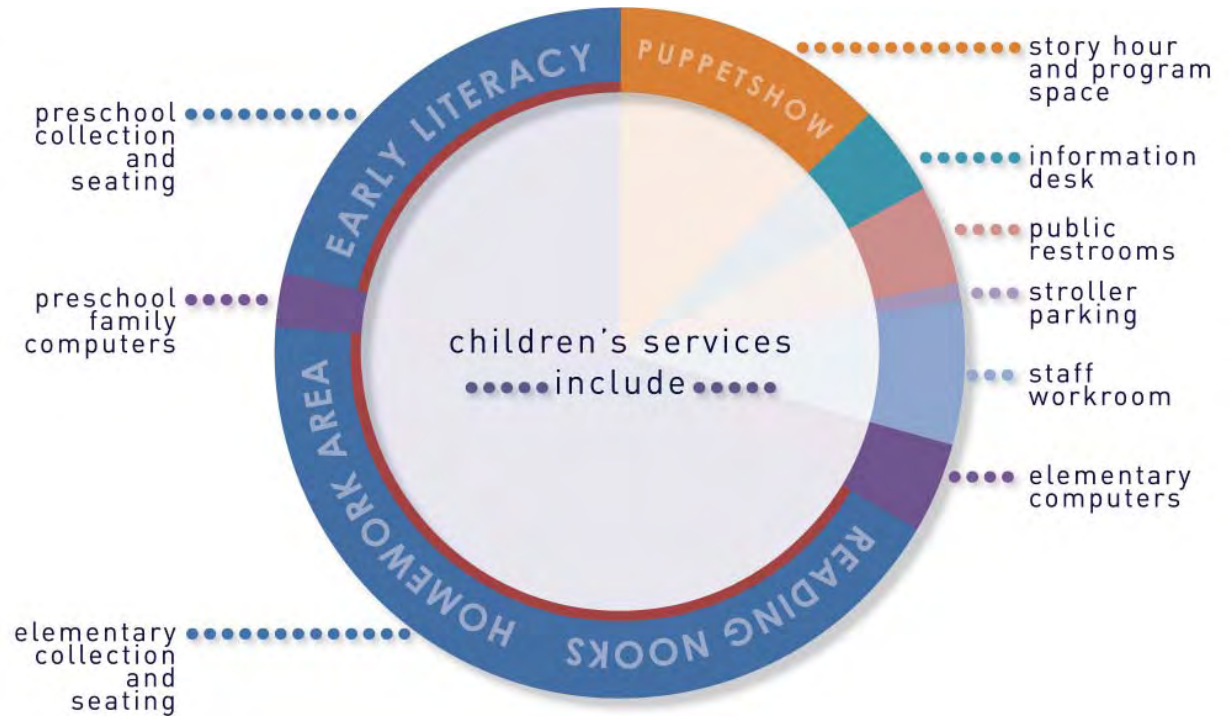 EARLY LITERACY
PUPPETSHOW
story hour
and program
space
preschool
collection
and
seating
information
desk
public
restrooms
preschool
family
computers
stroller
parking
children's services
include
staff
workroom
HOMEWORK AREA
elementary
computers
READING NOOKS
elementary
collection
and
seating